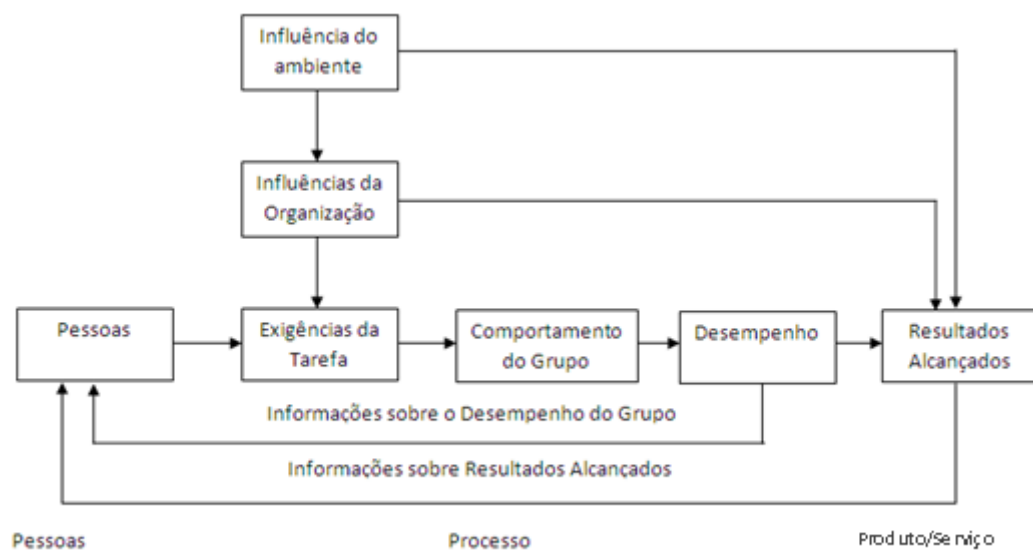 Influência do
ambiente
Influências da
Organização
Pessoas
Exigências da
Tarefa
Comportamento
do Grupo
Desempenho
Resultados
Alcançados
Informações sobre o Desempenho do Grupo
Informações sobre Resultados Alcançados
Pessoas
Processo
Produto/Serviço